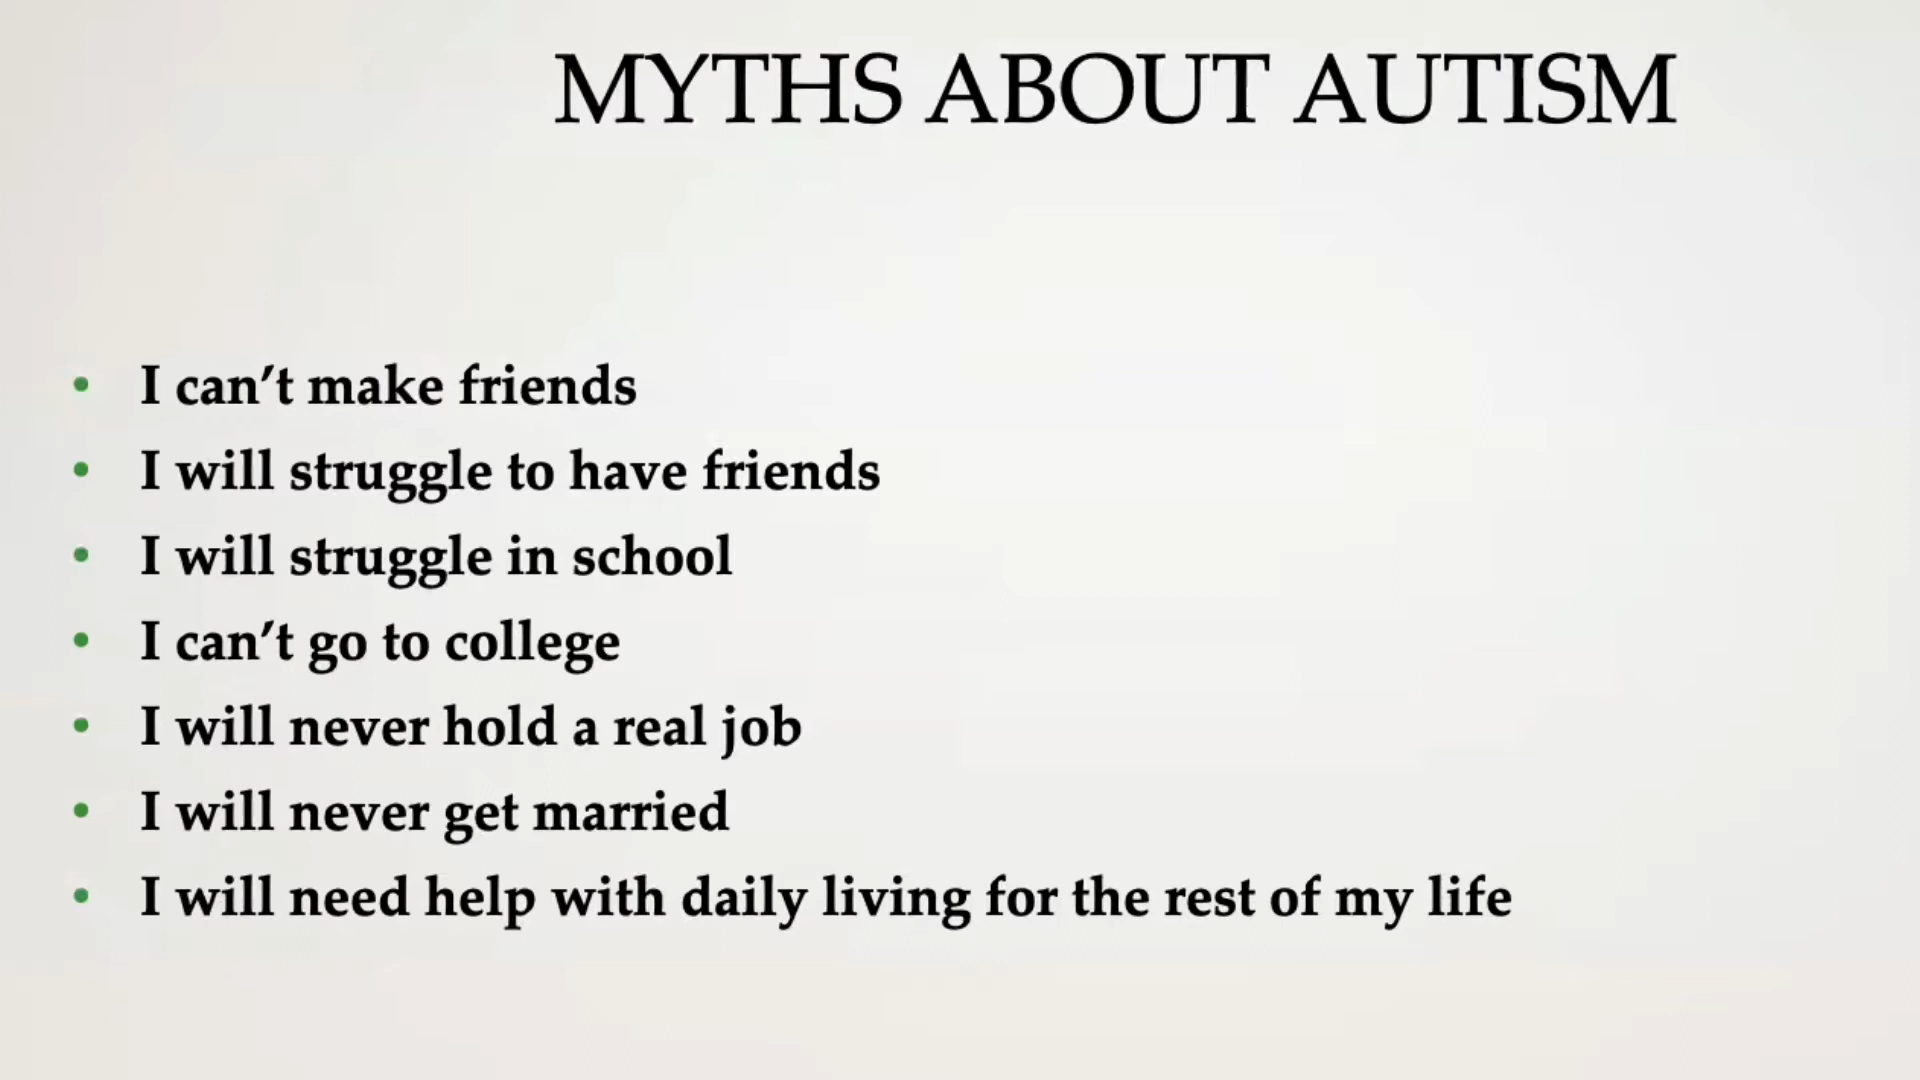 MYTHS ABOUT AUTISM
• I can’t make friends
• I will struggle to have friends
• I will struggle in school
• I can’t go to college
• I will never hold a real job
• I will never get married
• I will need help with daily living for the rest of my life